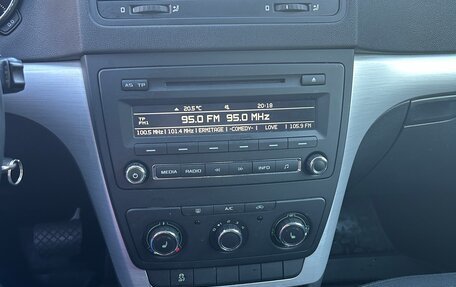 AS TP
20.5°C 20-18
TP
FM1
95.0 FM 95.0 MHz
100.5 MHz 101.4 MHz ERMITAGE -COMEDY- LOVE 105.9 FM
MEDIA RADIO INFO
A/C